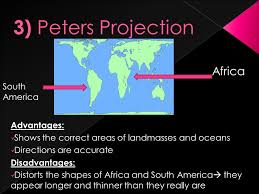 3) Peters Projection
Africa
South
America
Advantages:
Shows the correct areas of landmasses and oceans
Directions are accurate
Disadvantages:
Distorts the shapes of Africa and South America→ they
appear longer and thinner than they really are